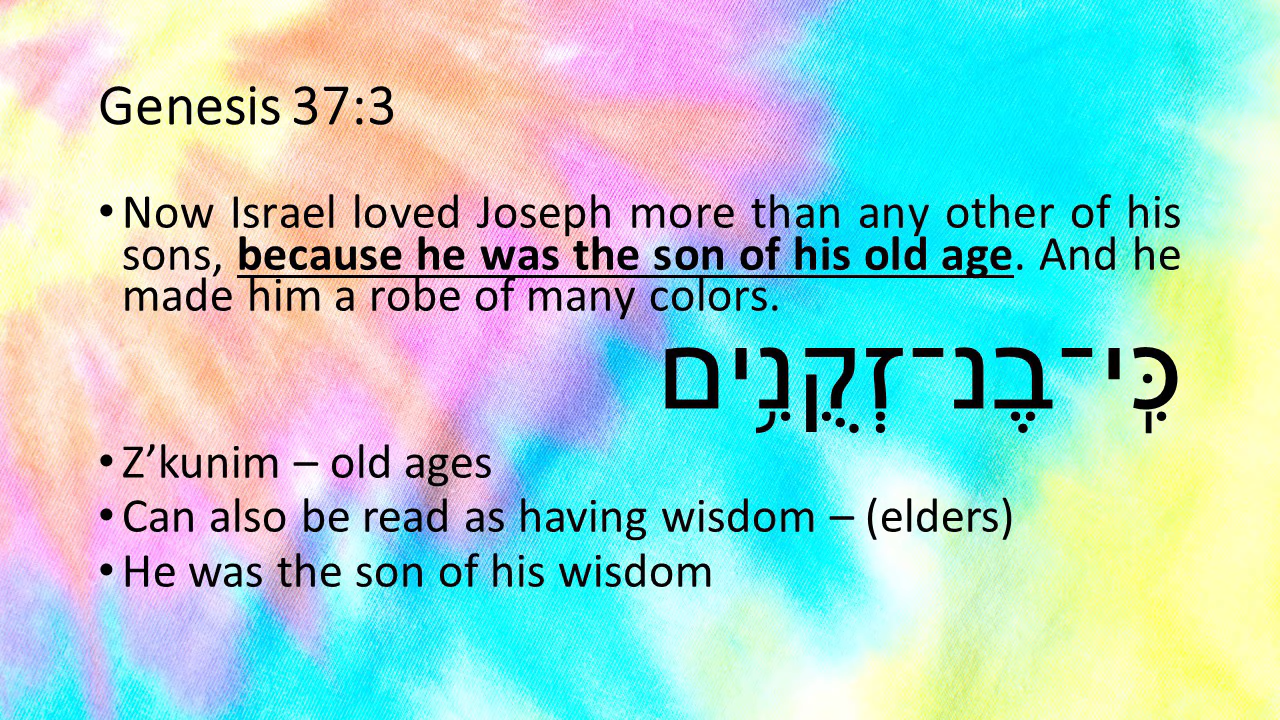 Genesis 37:3
• Now Israel loved Joseph more than any other of his
sons, because he was the son of his old age. And he
made him a robe of many colors.
כֵּֽי־בֶנ־זְקֻנֵ֥ים
• Z’kunim – old ages
• Can also be read as having wisdom – (elders)
• He was the son of his wisdom